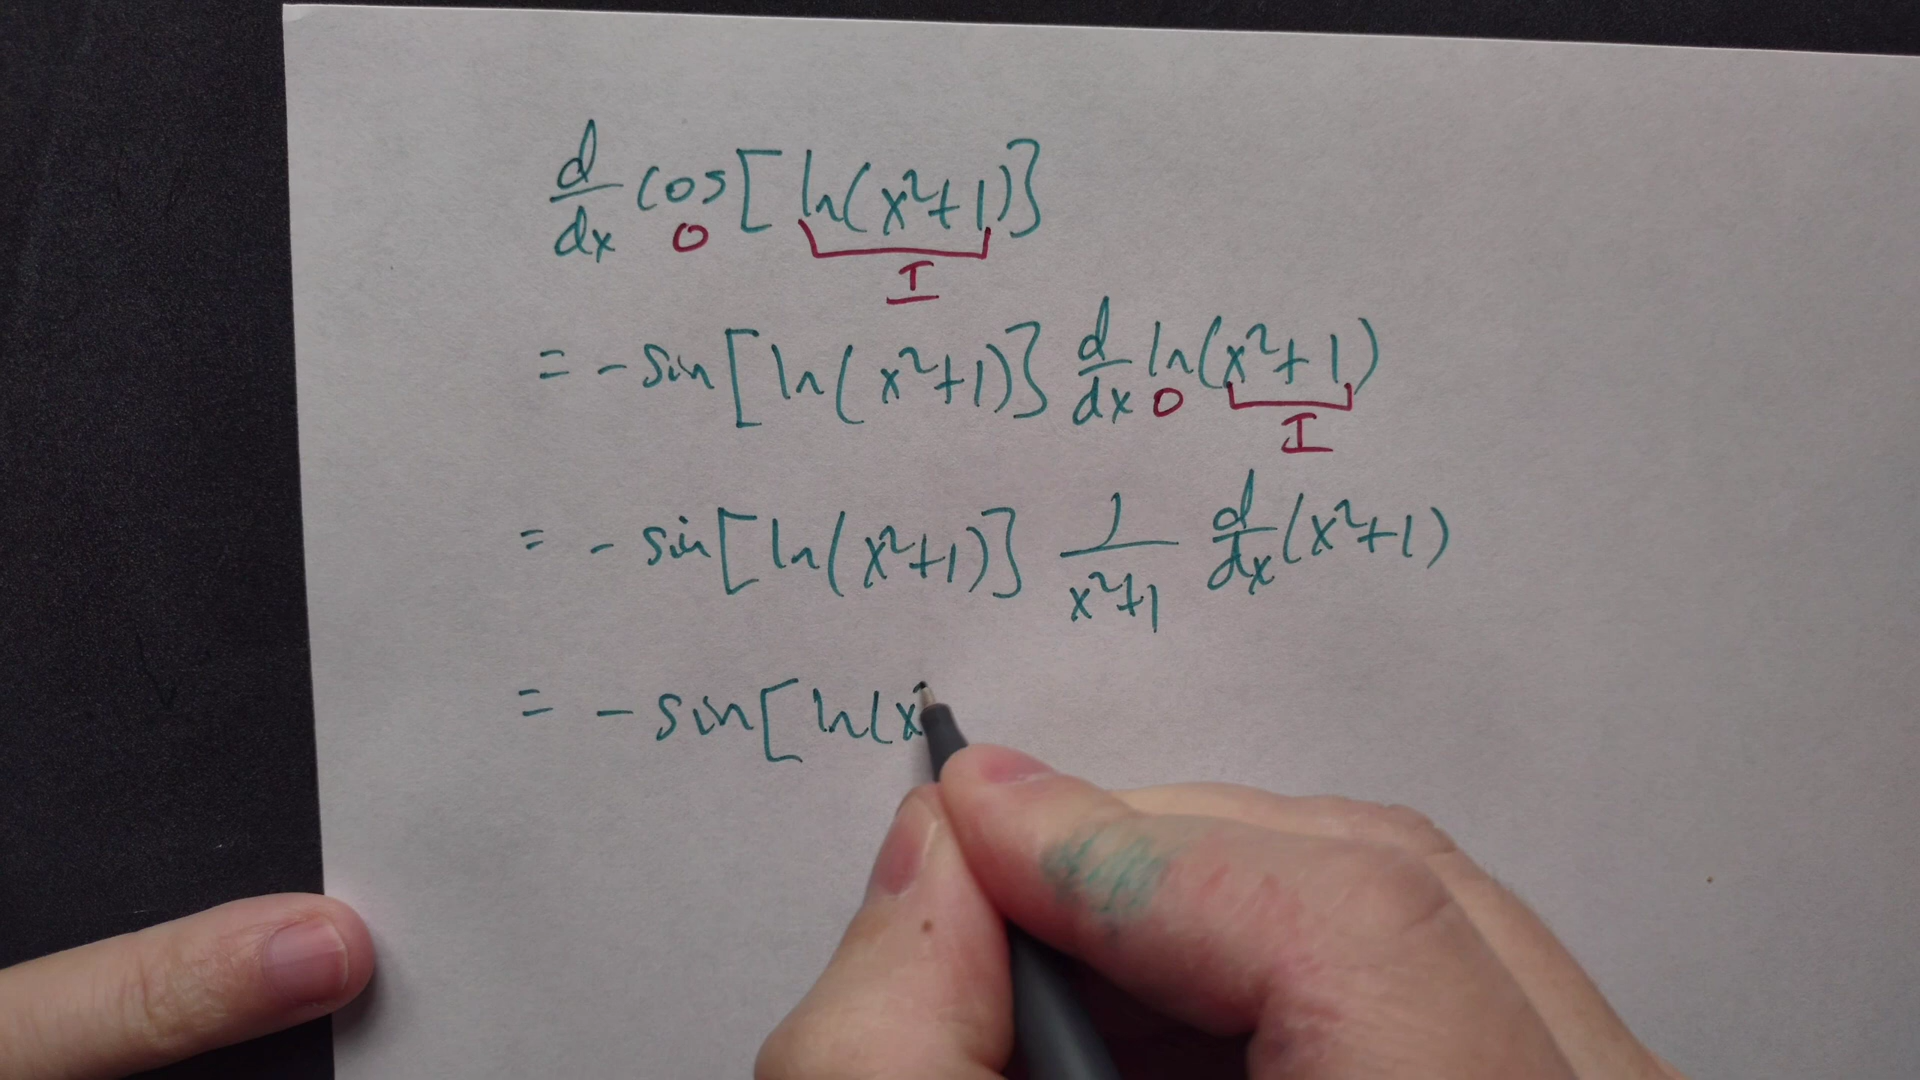 d/dx cos[ln(x²+1)]
O I
= -sin[ln(x²+1)] d/dx ln(x²+1)
O I
= -sin[ln(x²+1)] 1/(x²+1) d/dx (x²+1)
= -sin[ln(x²